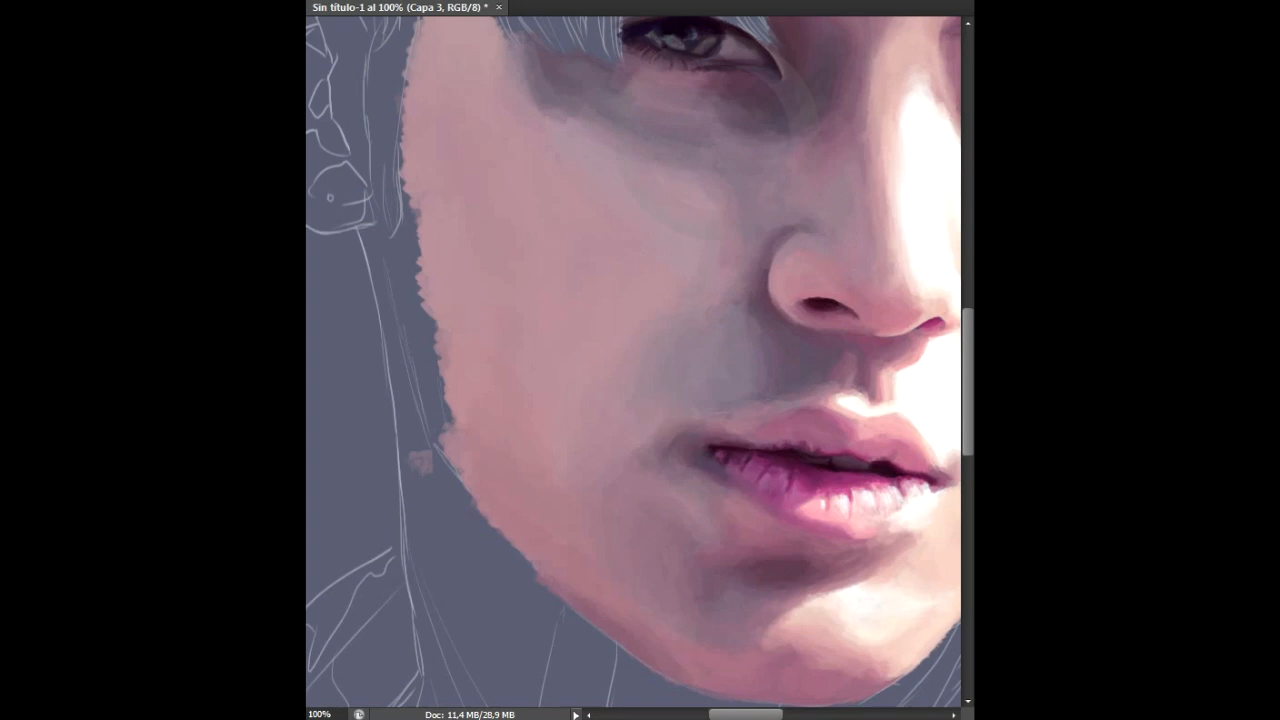 Sin título-1 al 100% (Capa 3, RGB/8) *
100%
Doc: 11,4 MB/28,9 MB